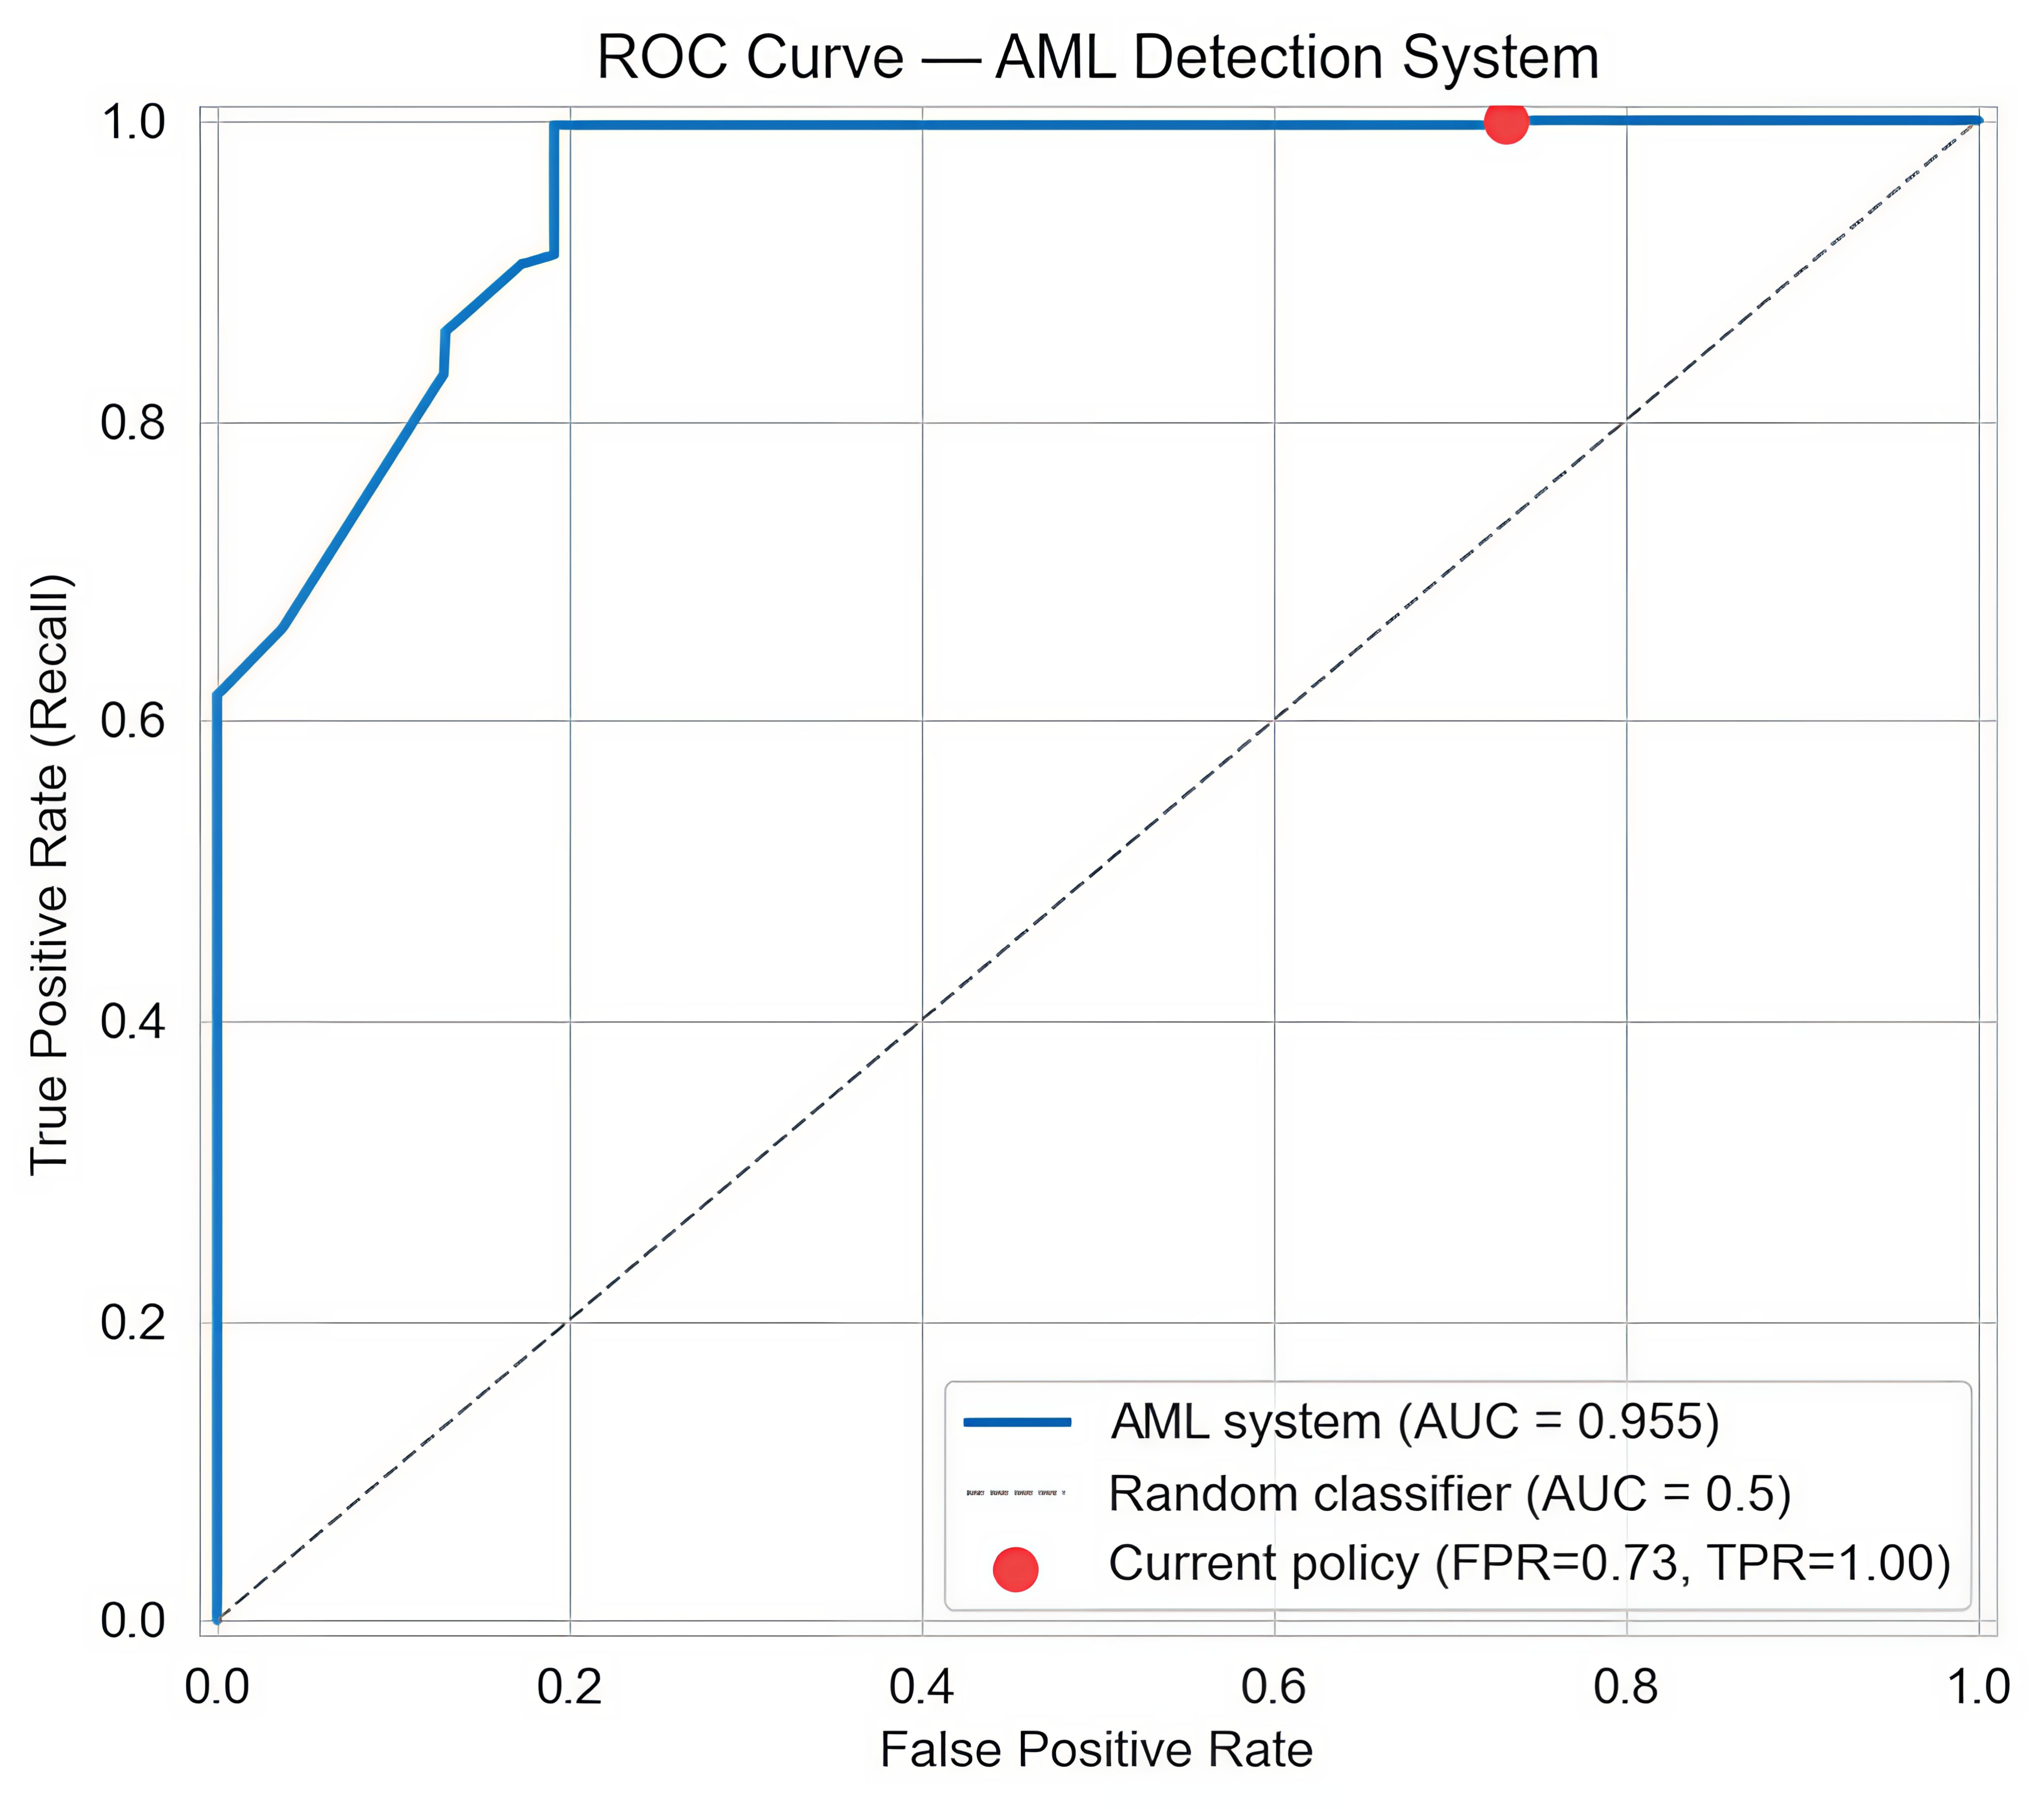 ROC Curve — AML Detection System
True Positive Rate (Recall)
1.0
0.8
0.6
0.4
0.2
0.0
0.0 0.2 0.4 0.6 0.8 1.0
False Positive Rate
AML system (AUC = 0.955)
Random classifier (AUC = 0.5)
Current policy (FPR=0.73, TPR=1.00)